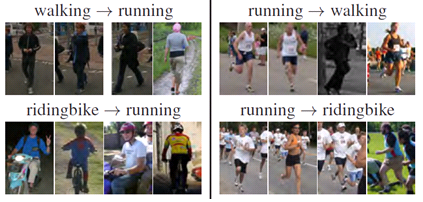 walking → running
running → walking
ridingbike → running
running → ridingbike